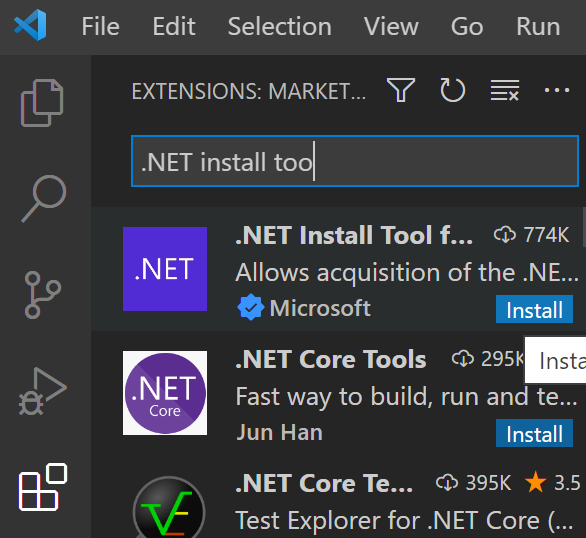 File Edit Selection View Go Run
EXTENSIONS: MARKET...
.NET install too
.NET Install Tool f... 774K
.NET
Allows acquisition of the .NE...
Microsoft Install
.NET Core Tools 295K
Insta
.NET
Core
Fast way to build, run and te...
Jun Han Install
.NET Core Te... 395K 3.5
Test Explorer for .NET Core (...